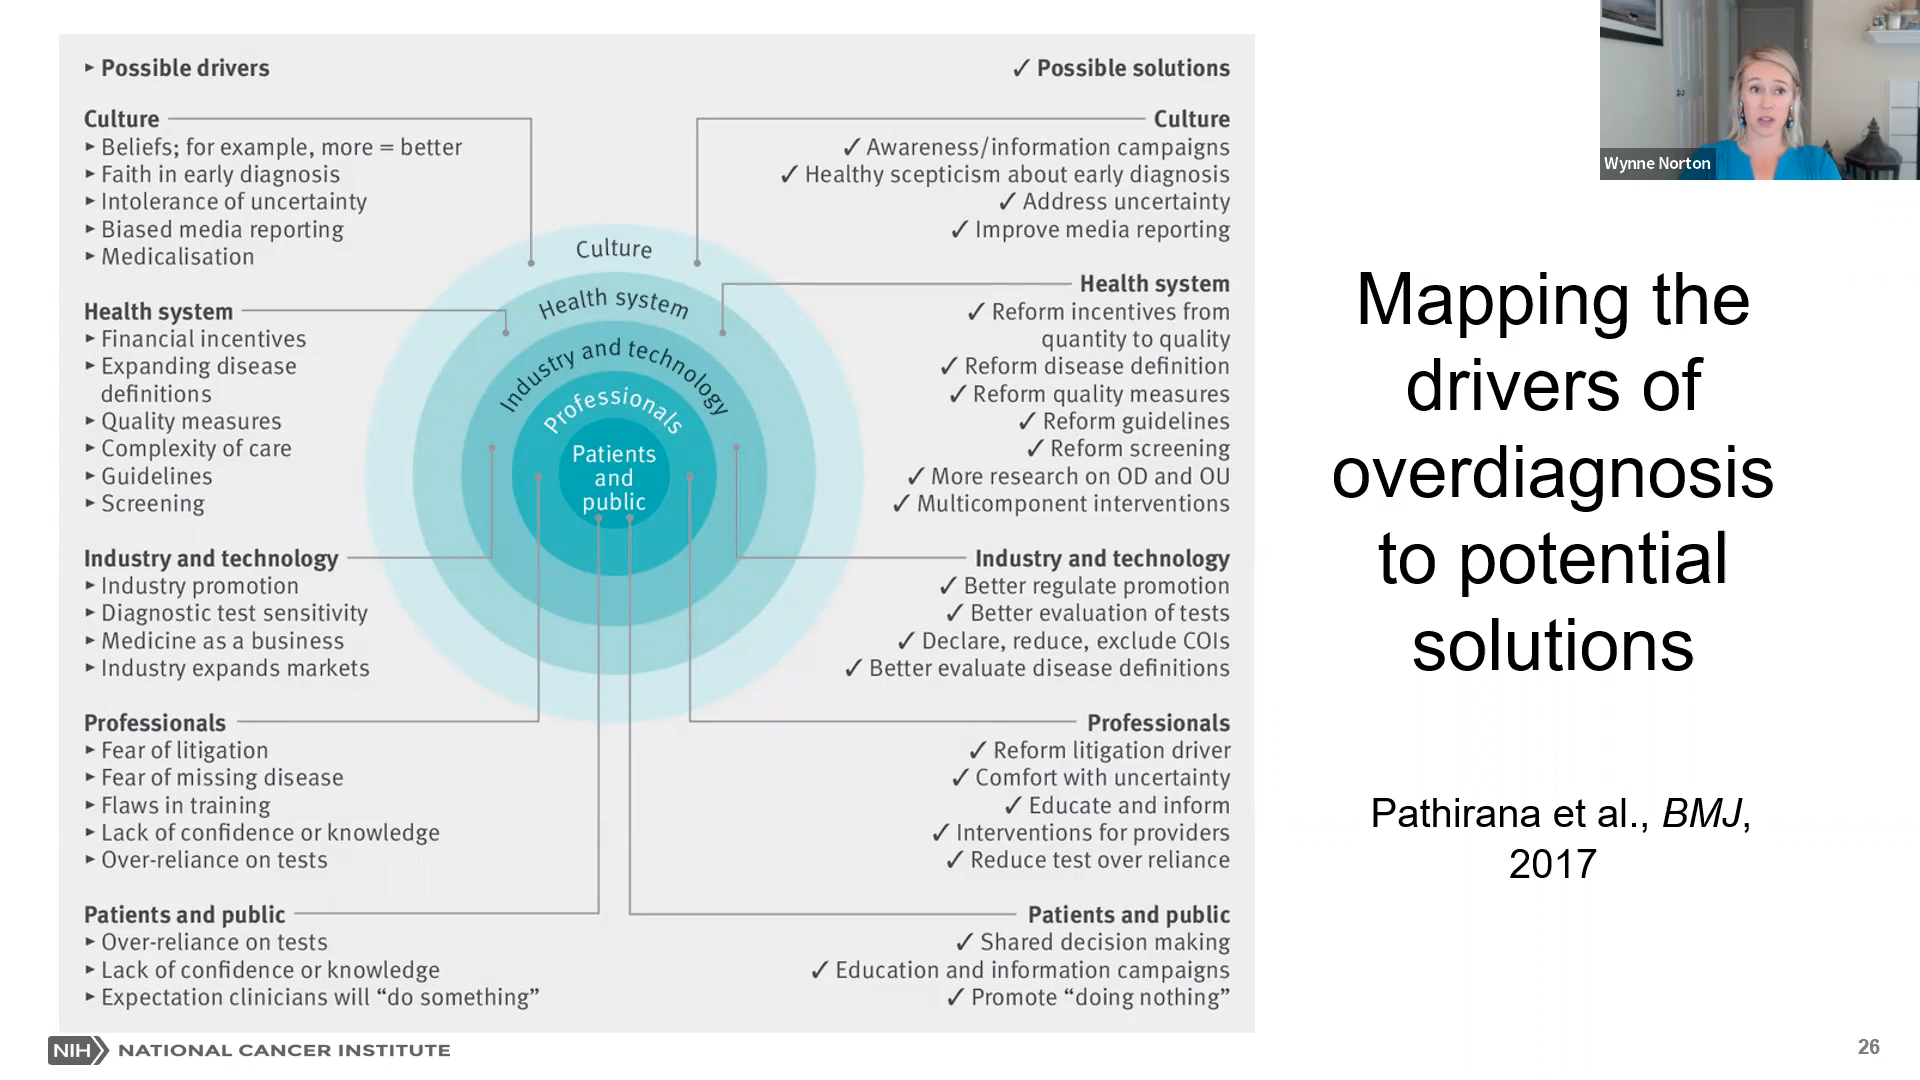 ▸ Possible drivers
Culture
▸ Beliefs; for example, more = better
▸ Faith in early diagnosis
▸ Intolerance of uncertainty
▸ Biased media reporting
▸ Medicalisation
Health system
▸ Financial incentives
▸ Expanding disease
definitions
▸ Quality measures
▸ Complexity of care
▸ Guidelines
▸ Screening
Industry and technology
▸ Industry promotion
▸ Diagnostic test sensitivity
▸ Medicine as a business
▸ Industry expands markets
Professionals
▸ Fear of litigation
▸ Fear of missing disease
▸ Flaws in training
▸ Lack of confidence or knowledge
▸ Over-reliance on tests
Patients and public
▸ Over-reliance on tests
▸ Lack of confidence or knowledge
▸ Expectation clinicians will “do something”
Culture
Health system
Industry and technology
Professionals
Patients
and
public
✓ Possible solutions
Culture
✓ Awareness/information campaigns
✓ Healthy scepticism about early diagnosis
✓ Address uncertainty
✓ Improve media reporting
Health system
✓ Reform incentives from
quantity to quality
✓ Reform disease definition
✓ Reform quality measures
✓ Reform guidelines
✓ Reform screening
✓ More research on OD and OU
✓ Multicomponent interventions
Industry and technology
✓ Better regulate promotion
✓ Better evaluation of tests
✓ Declare, reduce, exclude COIs
✓ Better evaluate disease definitions
Professionals
✓ Reform litigation driver
✓ Comfort with uncertainty
✓ Educate and inform
✓ Interventions for providers
✓ Reduce test over reliance
Patients and public
✓ Shared decision making
✓ Education and information campaigns
✓ Promote “doing nothing”
Wynne Norton
Mapping the
drivers of
overdiagnosis
to potential
solutions
Pathirana et al., BMJ,
2017
NIH NATIONAL CANCER INSTITUTE
26